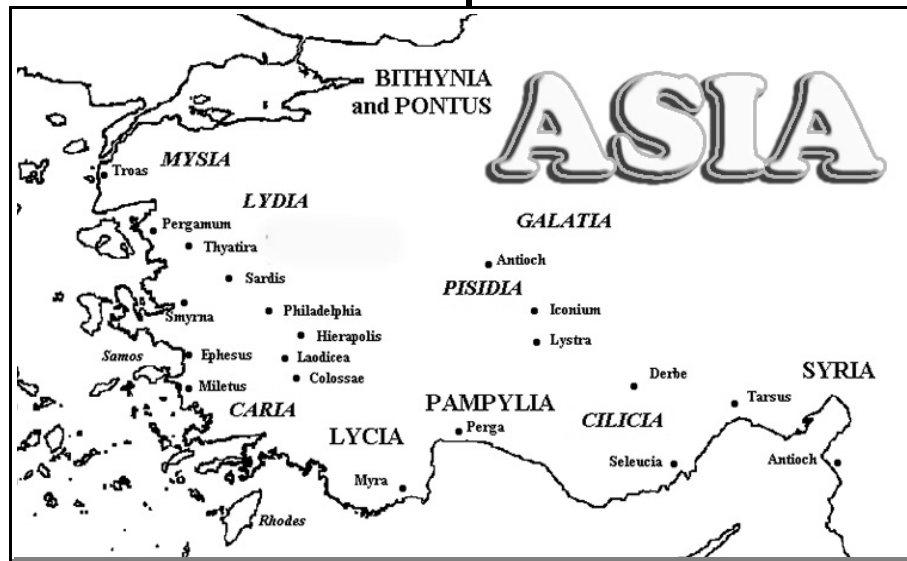 BITHYNIA
and PONTUS
ASIA
MYSIA
Troas
LYDIA
Pergamum
Thyatira
GALATIA
Antioch
Sardis
PISIDIA
Smyrna
Philadelphia
Iconium
Hierapolis
Lystra
Samos
Ephesus
Laodicea
Colossae
Miletus
Derbe
SYRIA
CARIA
PAMPYLIA
Tarsus
LYCIA
Perga
CILICIA
Seleucia
Antioch
Myra
Rhodes